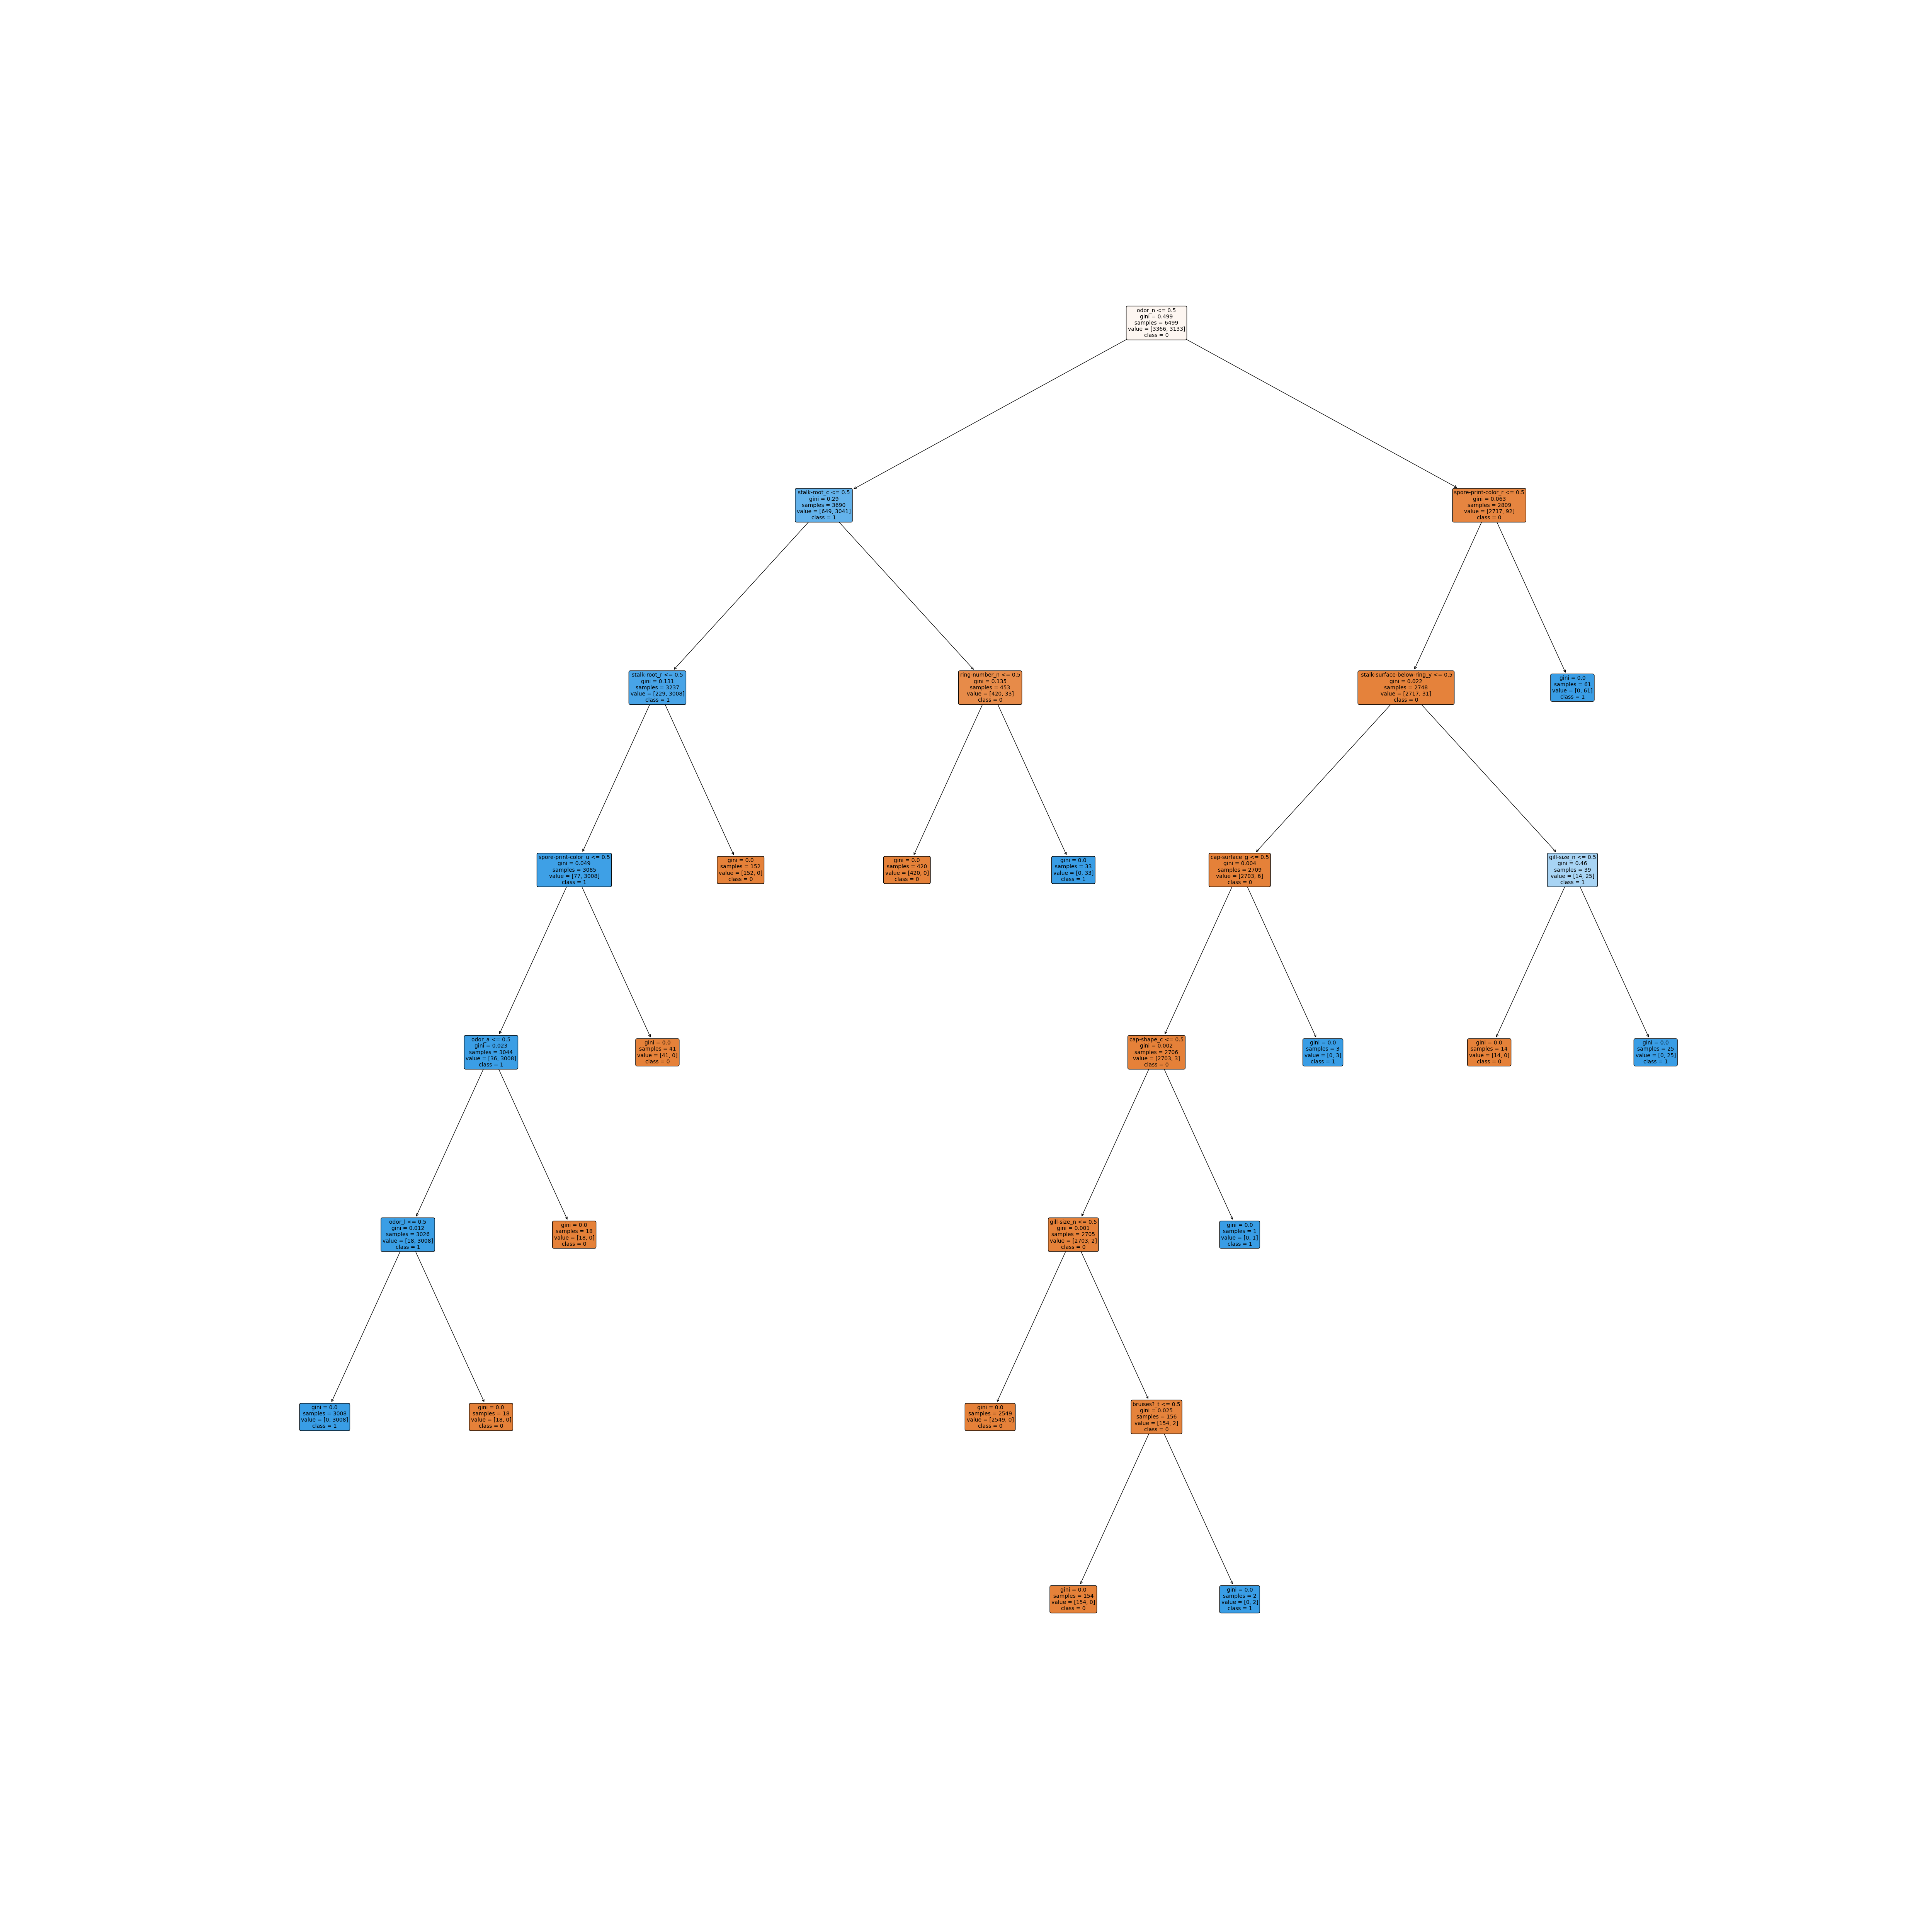 odor_n <= 0.5
gini = 0.499
samples = 6499
value = [3366, 3133]
class = 0
stalk-root_c <= 0.5
gini = 0.29
samples = 3690
value = [649, 3041]
class = 1
spore-print-color_r <= 0.5
gini = 0.063
samples = 2809
value = [2717, 92]
class = 0
stalk-root_r <= 0.5
gini = 0.131
samples = 3237
value = [229, 3008]
class = 1
ring-number_n <= 0.5
gini = 0.135
samples = 453
value = [420, 33]
class = 0
stalk-surface-below-ring_y <= 0.5
gini = 0.022
samples = 2748
value = [2717, 31]
class = 0
gini = 0.0
samples = 61
value = [0, 61]
class = 1
spore-print-color_u <= 0.5
gini = 0.049
samples = 3085
value = [77, 3008]
class = 1
gini = 0.0
samples = 152
value = [152, 0]
class = 0
gini = 0.0
samples = 420
value = [420, 0]
class = 0
gini = 0.0
samples = 33
value = [0, 33]
class = 1
cap-surface_g <= 0.5
gini = 0.004
samples = 2709
value = [2703, 6]
class = 0
gill-size_n <= 0.5
gini = 0.46
samples = 39
value = [14, 25]
class = 1
odor_a <= 0.5
gini = 0.023
samples = 3044
value = [36, 3008]
class = 1
gini = 0.0
samples = 41
value = [41, 0]
class = 0
cap-shape_c <= 0.5
gini = 0.002
samples = 2706
value = [2703, 3]
class = 0
gini = 0.0
samples = 3
value = [0, 3]
class = 1
gini = 0.0
samples = 14
value = [14, 0]
class = 0
gini = 0.0
samples = 25
value = [0, 25]
class = 1
odor_l <= 0.5
gini = 0.012
samples = 3026
value = [18, 3008]
class = 1
gini = 0.0
samples = 18
value = [18, 0]
class = 0
gill-size_n <= 0.5
gini = 0.001
samples = 2705
value = [2703, 2]
class = 0
gini = 0.0
samples = 1
value = [0, 1]
class = 1
gini = 0.0
samples = 3008
value = [0, 3008]
class = 1
gini = 0.0
samples = 18
value = [18, 0]
class = 0
gini = 0.0
samples = 2549
value = [2549, 0]
class = 0
bruises?_t <= 0.5
gini = 0.025
samples = 156
value = [154, 2]
class = 0
gini = 0.0
samples = 154
value = [154, 0]
class = 0
gini = 0.0
samples = 2
value = [0, 2]
class = 1